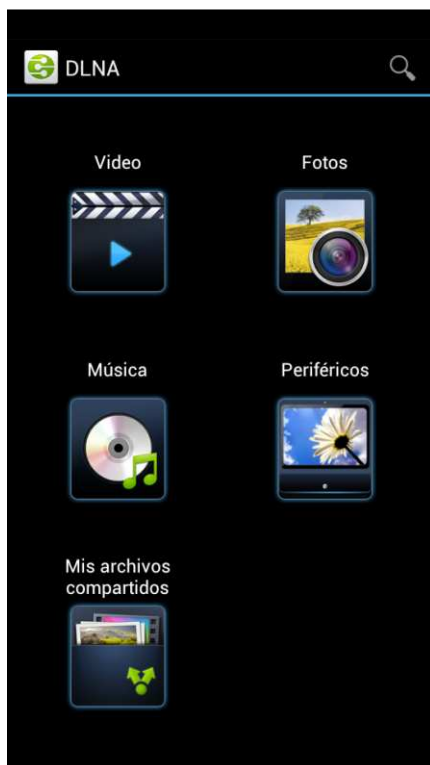 DLNA
Video
Fotos
Música
Periféricos
Mis archivos
compartidos